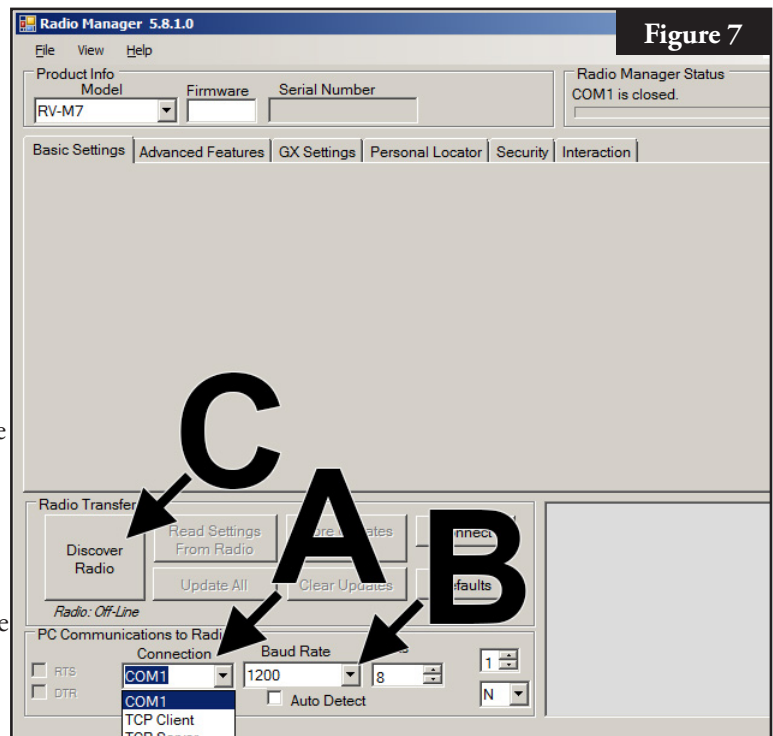 Radio Manager 5.8.1.0
Figure 7
File View Help
Product Info
Model Firmware Serial Number
RV-M7
Radio Manager Status
COM1 is closed.
Basic Settings Advanced Features GX Settings Personal Locator Security Interaction
C
A
B
e
Radio Transfer
Discover
Radio
Read Settings
From Radio
Update All Clear Updates
Radio: Off-Line
e
PC Communications to
Connection Baud Rate
RTS
DTR
COM1 1200 8 1
Auto Detect N
COM1
TCP Client